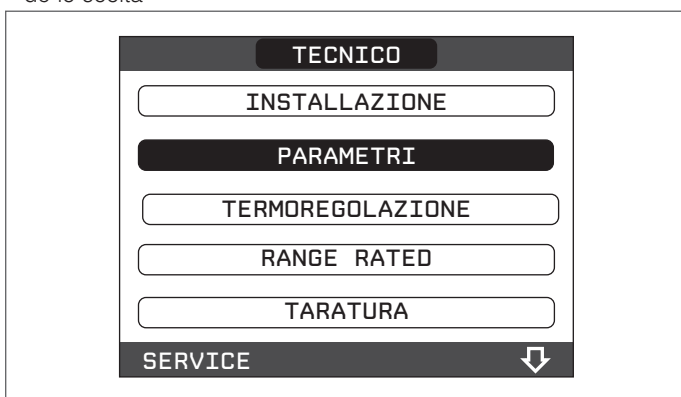 TECNICO
INSTALLAZIONE
PARAMETRI
TERMOREGOLAZIONE
RANGE RATED
TARATURA
SERVICE